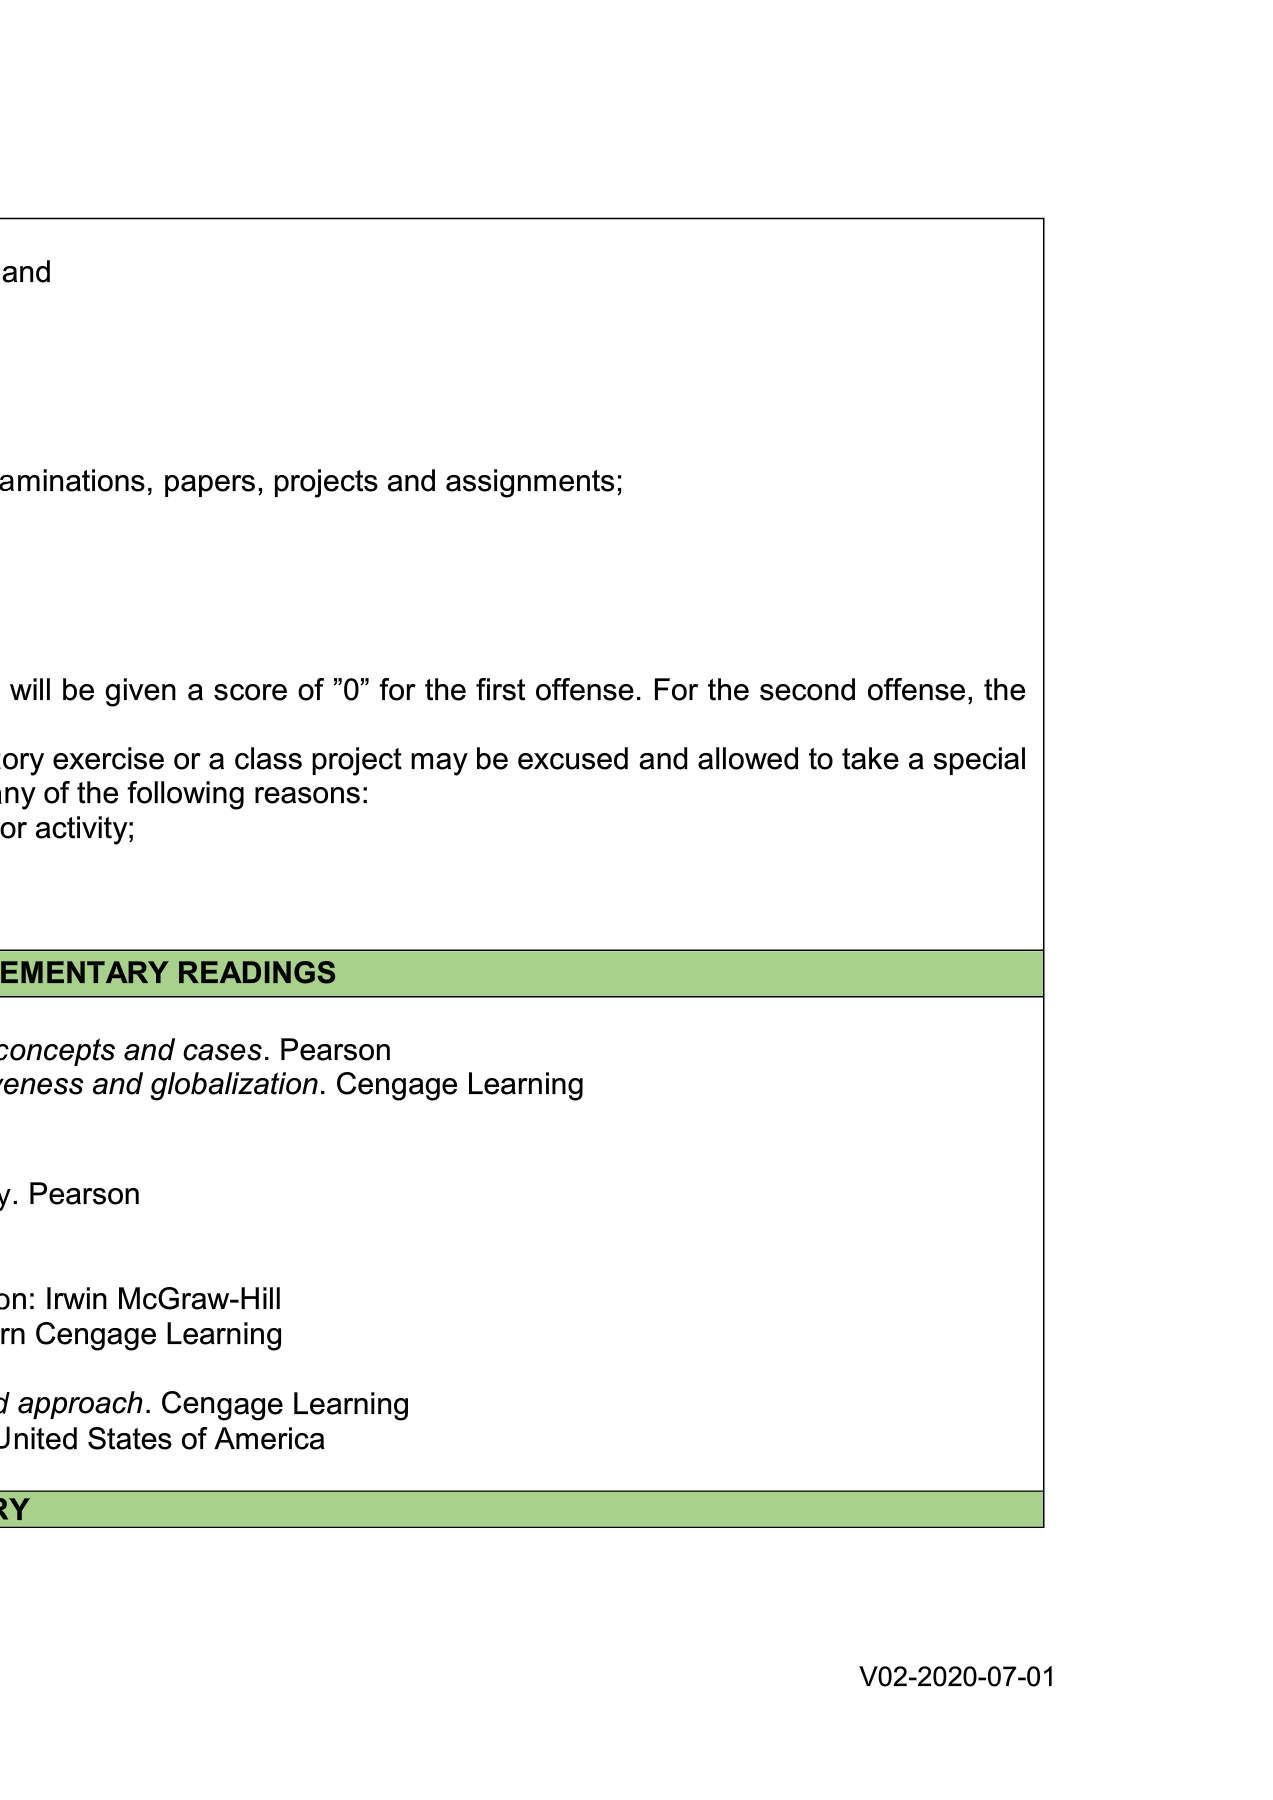 and
aminations, papers, projects and assignments;
will be given a score of ”0” for the first offense. For the second offense, the
tory exercise or a class project may be excused and allowed to take a special
any of the following reasons:
or activity;
EMENTARY READINGS
concepts and cases. Pearson
veness and globalization. Cengage Learning
y. Pearson
on: Irwin McGraw-Hill
rn Cengage Learning
d approach. Cengage Learning
United States of America
RY
V02-2020-07-01